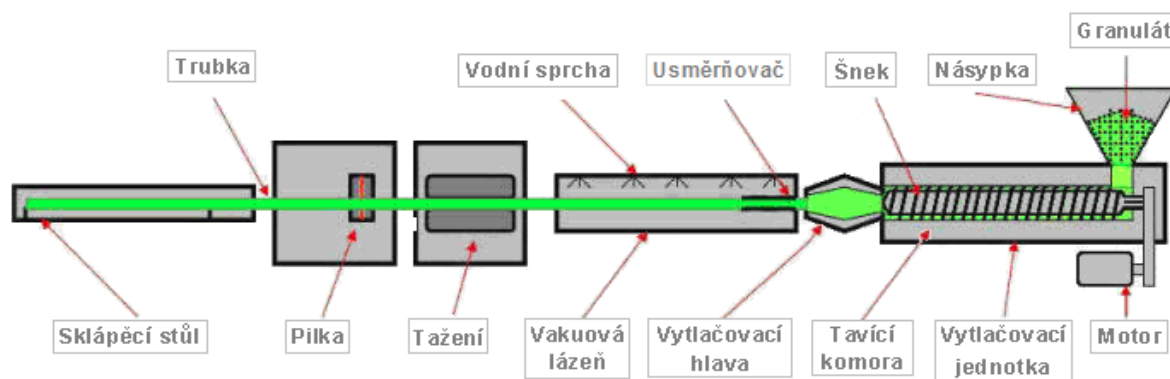 Granulát
Trubka
Vodní sprcha
Usměrňovač
Šnek
Násypka
Sklápěcí stůl
Pilka
Tažení
Vakuová
lázeň
Vytlačovací
hlava
Tavící
komora
Vytlačovací
jednotka
Motor